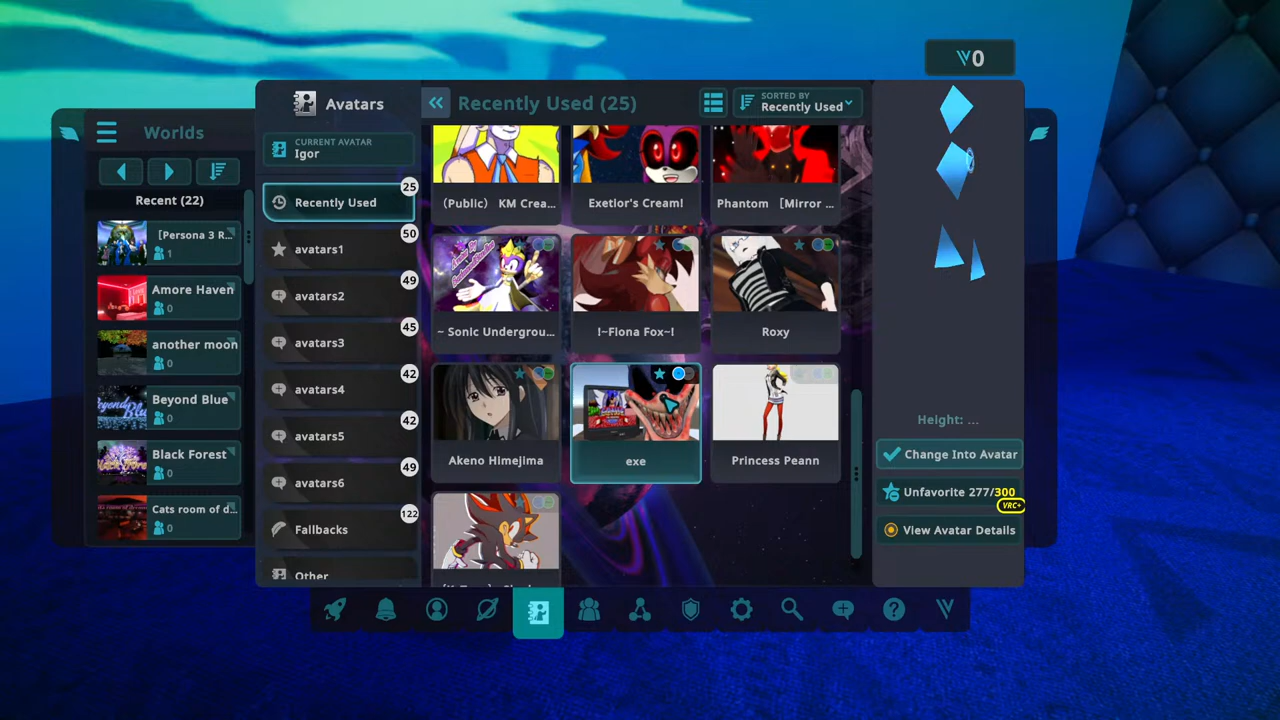 0
Worlds
Recent (22)
[Persona 3 R...
1
Amore Haven
0
another moon
0
Beyond Blue
0
Black Forest
0
Cats room of d...
0
Avatars
CURRENT AVATAR
Igor
Recently Used
25
avatars1
50
avatars2
49
avatars3
45
avatars4
42
avatars5
42
avatars6
49
Fallbacks
122
Other
Recently Used (25)
SORTED BY
Recently Used
(Public) KM Crea...
Exetior's Cream!
Phantom [Mirror ...
~ Sonic Undergrou...
!~Fiona Fox~!
Roxy
Akeno Himejima
exe
Princess Peann
Height: ...
Change Into Avatar
Unfavorite 277/300
VRC+
View Avatar Details